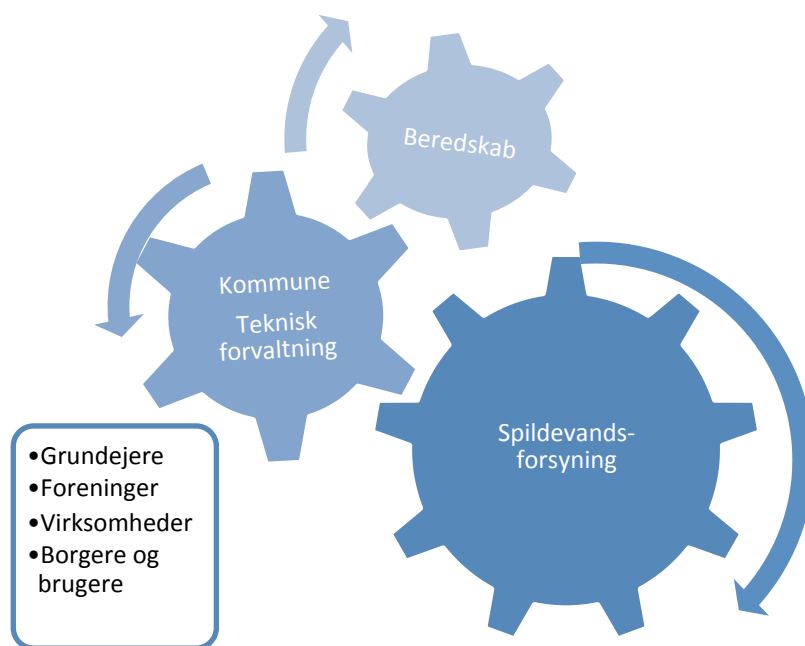 Beredskab
Kommune
Teknisk
forvaltning
Spildevands-
forsyning
•Grundejere
•Foreninger
•Virksomheder
•Borgere og
brugere